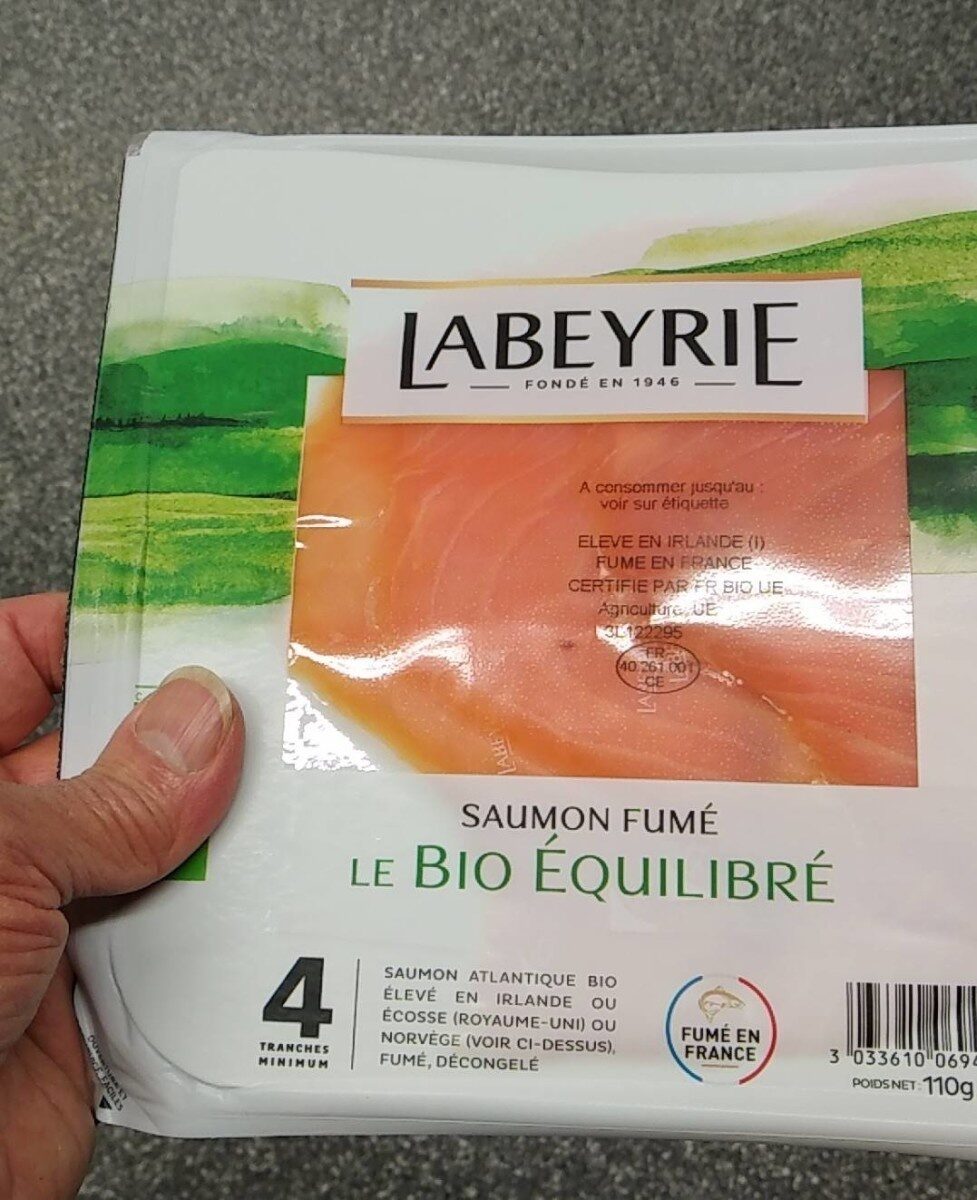 LABEYRIE
FONDÉ EN 1946
A consommer jusqu'au :
voir sur étiquette
ELEVE EN IRLANDE (I)
FUME EN FRANCE
CERTIFIE PAR FR BIO UE
Agriculture UE
3L122295
FR
40.261.001
CE
SAUMON FUMÉ
LE BIO ÉQUILIBRÉ
4
TRANCHES
MINIMUM
SAUMON ATLANTIQUE BIO
ÉLEVÉ EN IRLANDE OU
ÉCOSSE (ROYAUME-UNI) OU
NORVÈGE (VOIR CI-DESSUS),
FUMÉ, DÉCONGELÉ
FUMÉ EN
FRANCE
3 033610 069
POIDS NET : 110g